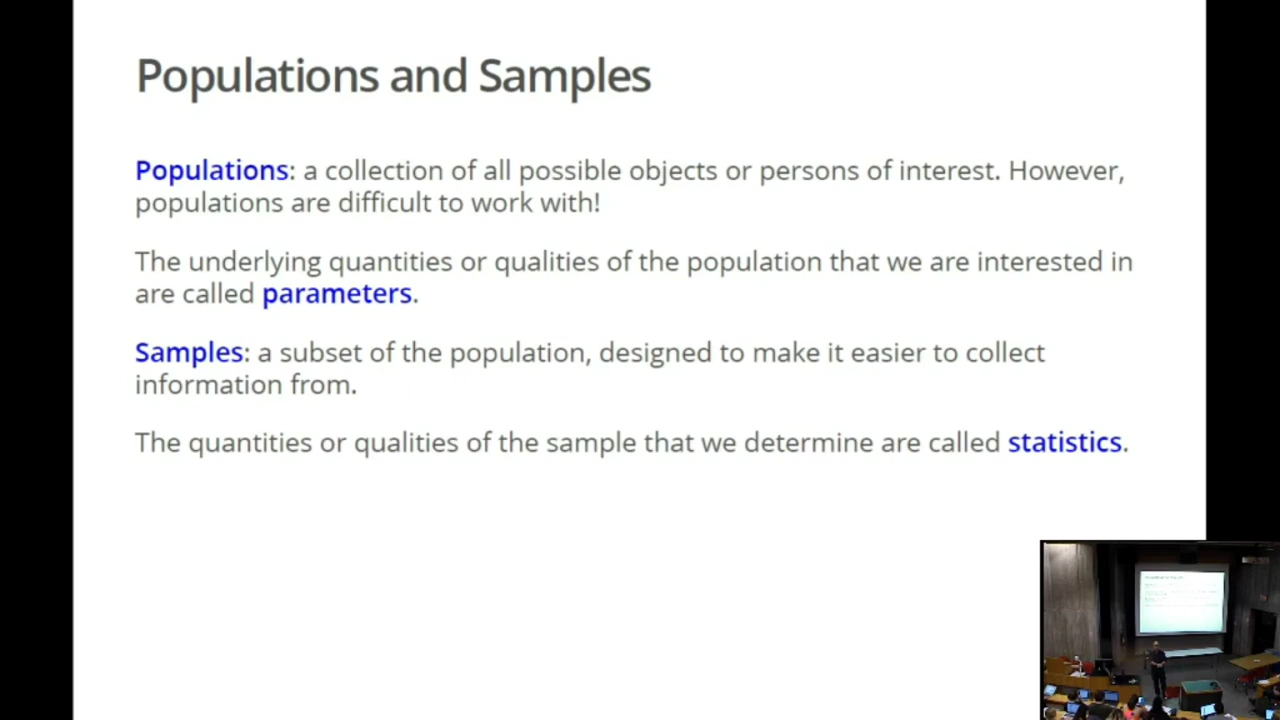 Populations and Samples
Populations: a collection of all possible objects or persons of interest. However,
populations are difficult to work with!
The underlying quantities or qualities of the population that we are interested in
are called parameters.
Samples: a subset of the population, designed to make it easier to collect
information from.
The quantities or qualities of the sample that we determine are called statistics.